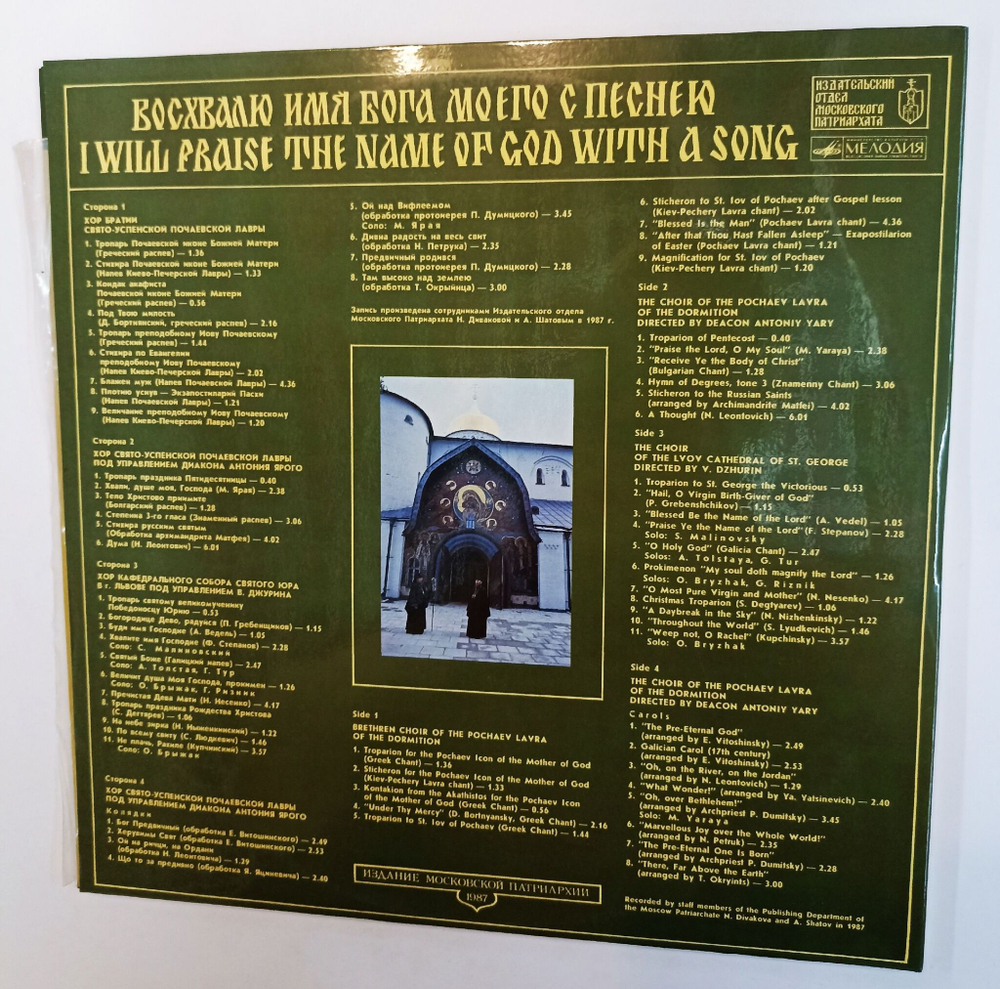 ВОСХВАЛЮ ИМЯ БОГА МОЕГО С ПЕСНЕЮ
I WILL PRAISE THE NAME OF GOD WITH A SONG
ИЗДАТЕЛЬСКИЙ
ОТДЕЛ
МОСКОВСКОГО
ПАТРИАРХАТА
МЕЛОДИЯ
Сторона 1
ХОР БРАТИИ
СВЯТО-УСПЕНСКОЙ ПОЧАЕВСКОЙ ЛАВРЫ
1. Тропарь Почаевской иконе Божией Матери
(Греческий распев) — 1.36
2. Стихира Почаевской иконе Божией Матери
(Напев Киево-Печерской Лавры) — 1.33
3. Кондак акафиста
Почаевской иконе Божией Матери
(Греческий распев) — 0.56
4. Под Твою милость
(Д. Бортнянский, греческий распев) — 2.16
5. Тропарь преподобному Иову Почаевскому
(Греческий распев) — 1.44
6. Стихира по Евангелии
преподобному Иову Почаевскому
(Напев Киево-Печерской Лавры) — 2.02
7. Блажен муж (Напев Почаевской Лавры) — 4.36
8. Плотию уснув — Экзапостиларий Пасхи
(Напев Почаевской Лавры) — 1.21
9. Величание преподобному Иову Почаевскому
(Напев Киево-Печерской Лавры) — 1.20
Сторона 2
ХОР СВЯТО-УСПЕНСКОЙ ПОЧАЕВСКОЙ ЛАВРЫ
ПОД УПРАВЛЕНИЕМ ДИАКОНА АНТОНИЯ ЯРОГО
1. Тропарь праздника Пятидесятницы — 0.40
2. Хвали, душе моя, Господа (М. Ярая) — 2.38
3. Тело Христово приимите
(Болгарский распев) — 1.28
4. Степенна 3-го гласа (Знаменный распев) — 3.06
5. Стихира русским святым
(Обработка архимандрита Матфея) — 4.02
6. Дума (Н. Леонтович) — 6.01
Сторона 3
ХОР КАФЕДРАЛЬНОГО СОБОРА СВЯТОГО ЮРА
В г. ЛЬВОВЕ ПОД УПРАВЛЕНИЕМ В. ДЖУРИНА
1. Тропарь святому великомученику
Победоносцу Юрию — 0.53
2. Богородице Дево, радуйся (П. Гребенщиков) — 1.15
3. Буди имя Господне (А. Ведель) — 1.05
4. Хвалите имя Господне (Ф. Степанов) — 2.28
Соло: С. Малиновский
5. Святый Боже (Галицкий напев) — 2.47
Соло: А. Толстая, Г. Тур
6. Величит душа Моя Господа, прокимен — 1.26
Соло: О. Брыжак, Г. Ризник
7. Пречистая Дева Мати (Н. Несенко) — 4.17
8. Тропарь праздника Рождества Христова
(С. Дегтярев) — 1.06
9. На небе зирка (Н. Ныженкинский) — 1.22
10. По всему свиту (С. Людкевич) — 1.46
11. Не плачь, Рахиле (Купчинский) — 3.57
Соло: О. Брыжак
Сторона 4
ХОР СВЯТО-УСПЕНСКОЙ ПОЧАЕВСКОЙ ЛАВРЫ
ПОД УПРАВЛЕНИЕМ ДИАКОНА АНТОНИЯ ЯРОГО
Колядки
1. Бог Предвичный (обработка Е. Витошинского) — 2.49
2. Херувимы Свят (обработка Е. Витошинского) — 2.53
3. Ой на ричци, на Ордани
(обработка Н. Леонтовича) — 1.29
4. Що то за предиво (обработка Я. Яциневича) — 2.40
5. Ой над Вифлеемом
(обработка протоиерея П. Думицкого) — 3.45
Соло: М. Ярая
6. Дивна радость на весь свит
(обработка Н. Петрука) — 2.35
7. Предвичный родився
(обработка протоиерея П. Думицкого) — 2.28
8. Там высоко над землею
(обработка Т. Окрыйнца) — 3.00
Запись произведена сотрудниками Издательского отдела
Московского Патриархата Н. Диваковой и А. Шатовым в 1987 г.
Side 1
BRETHREN CHOIR OF THE POCHAEV LAVRA
OF THE DORMITION
1. Troparion for the Pochaev Icon of the Mother of God
(Greek Chant) — 1.36
2. Sticheron for the Pochaev Icon of the Mother of God
(Kiev-Pechery Lavra chant) — 1.33
3. Kontakion from the Akathistos for the Pochaev Icon
of the Mother of God (Greek Chant) — 0.56
4. "Under Thy Mercy" (D. Bortnyansky, Greek Chant) — 2.16
5. Troparion to St. Iov of Pochaev (Greek Chant) — 1.44
ИЗДАНИЕ МОСКОВСКОЙ ПАТРИАРХИИ
1987
6. Sticheron to St. Iov of Pochaev after Gospel lesson
(Kiev-Pechery Lavra chant) — 2.02
7. "Blessed Is the Man" (Pochaev Lavra chant) — 4.36
8. "After that Thou Hast Fallen Asleep" — Exapostilarion
of Easter (Pochaev Lavra chant) — 1.21
9. Magnification for St. Iov of Pochaev
(Kiev-Pechery Lavra chant) — 1.20
Side 2
THE CHOIR OF THE POCHAEV LAVRA
OF THE DORMITION
DIRECTED BY DEACON ANTONIY YARY
1. Troparion of Pentecost — 0.40
2. "Praise the Lord, O My Soul" (M. Yaraya) — 2.38
3. "Receive Ye the Body of Christ"
(Bulgarian Chant) — 1.28
4. Hymn of Degrees, tone 3 (Znamenny Chant) — 3.06
5. Sticheron to the Russian Saints
(arranged by Archimandrite Matfei) — 4.02
6. A Thought (N. Leontovich) — 6.01
Side 3
THE CHOIR
OF THE LVOV CATHEDRAL OF ST. GEORGE
DIRECTED BY V. DZHURIN
1. Troparion to St. George the Victorious — 0.53
2. "Hail, O Virgin Birth-Giver of God"
(P. Grebenshchikov) — 1.15
3. "Blessed Be the Name of the Lord" (A. Vedel) — 1.05
4. "Praise Ye the Name of the Lord" (F. Stepanov) — 2.28
Solo: S. Malinovsky
5. "O Holy God" (Galicia Chant) — 2.47
Solos: A. Tolstaya, G. Tur
6. Prokimenon "My soul doth magnify the Lord" — 1.26
Solos: O. Bryzhak, G. Riznik
7. "O Most Pure Virgin and Mother" (N. Nesenko) — 4.17
8. Christmas Troparion (S. Degtyarev) — 1.06
9. "A Daybreak in the Sky" (N. Nizhenkinsky) — 1.22
10. "Throughout the World" (S. Lyudkevich) — 1.46
11. "Weep not, O Rachel" (Kupchinsky) — 3.57
Solo: O. Bryzhak
Side 4
THE CHOIR OF THE POCHAEV LAVRA
OF THE DORMITION
DIRECTED BY DEACON ANTONIY YARY
Carols
1. "The Pre-Eternal God"
(arranged by E. Vitoshinsky) — 2.49
2. Galician Carol (17th century)
(arranged by E. Vitoshinsky) — 2.53
3. "Oh, on the River, on the Jordan"
(arranged by N. Leontovich) — 1.29
4. "What Wonder!" (arranged by Ya. Yatsinevich) — 2.40
5. "Oh, over Bethlehem!"
(arranged by Archpriest P. Dumitsky) — 3.45
Solo: M. Yaraya
6. "Marvellous Joy over the Whole World!"
(arranged by N. Petruk) — 2.35
7. "The Pre-Eternal One Is Born"
(arranged by Archpriest P. Dumitsky) — 2.28
8. "There, Far Above the Earth"
(arranged by T. Okryints) — 3.00
Recorded by staff members of the Publishing Department of
the Moscow Patriarchate N. Divakova and A. Shatov in 1987